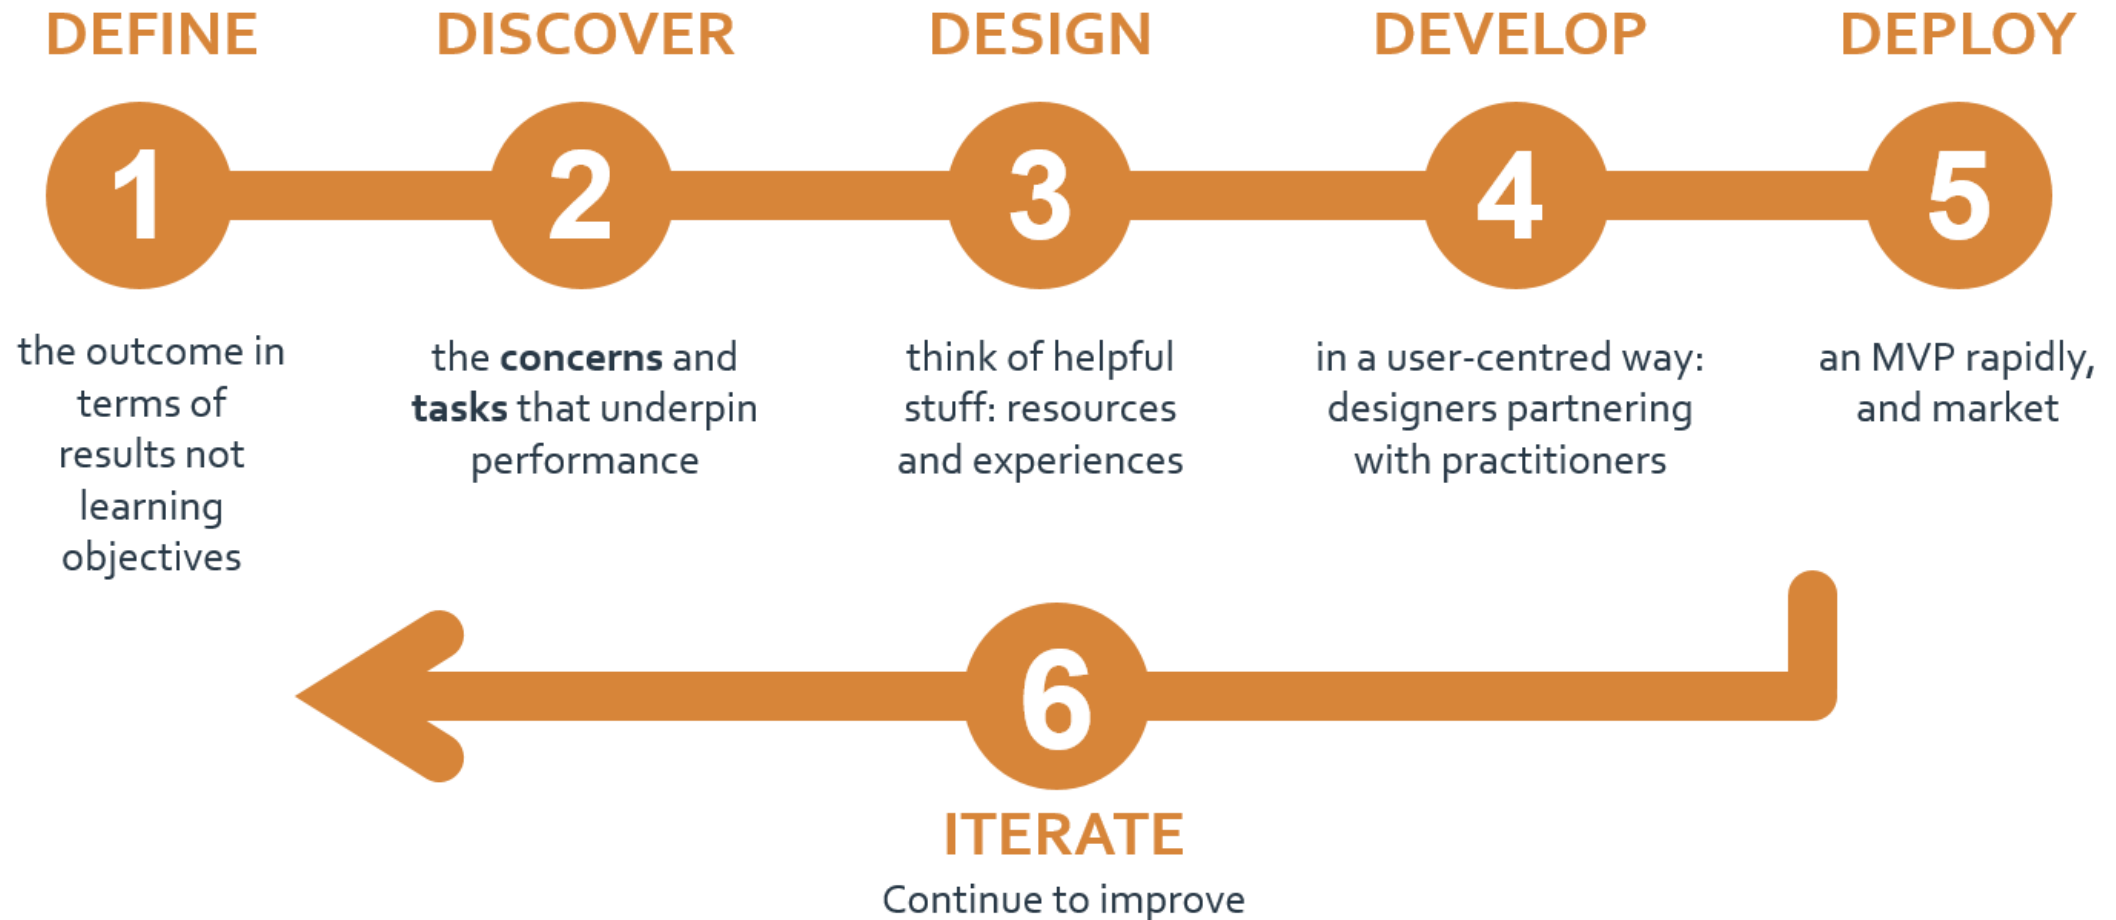 DEFINE
1
the outcome in
terms of
results not
learning
objectives
DISCOVER
2
the concerns and
tasks that underpin
performance
DESIGN
3
think of helpful
stuff: resources
and experiences
DEVELOP
4
in a user-centred way:
designers partnering
with practitioners
DEPLOY
5
an MVP rapidly,
and market
6
ITERATE
Continue to improve